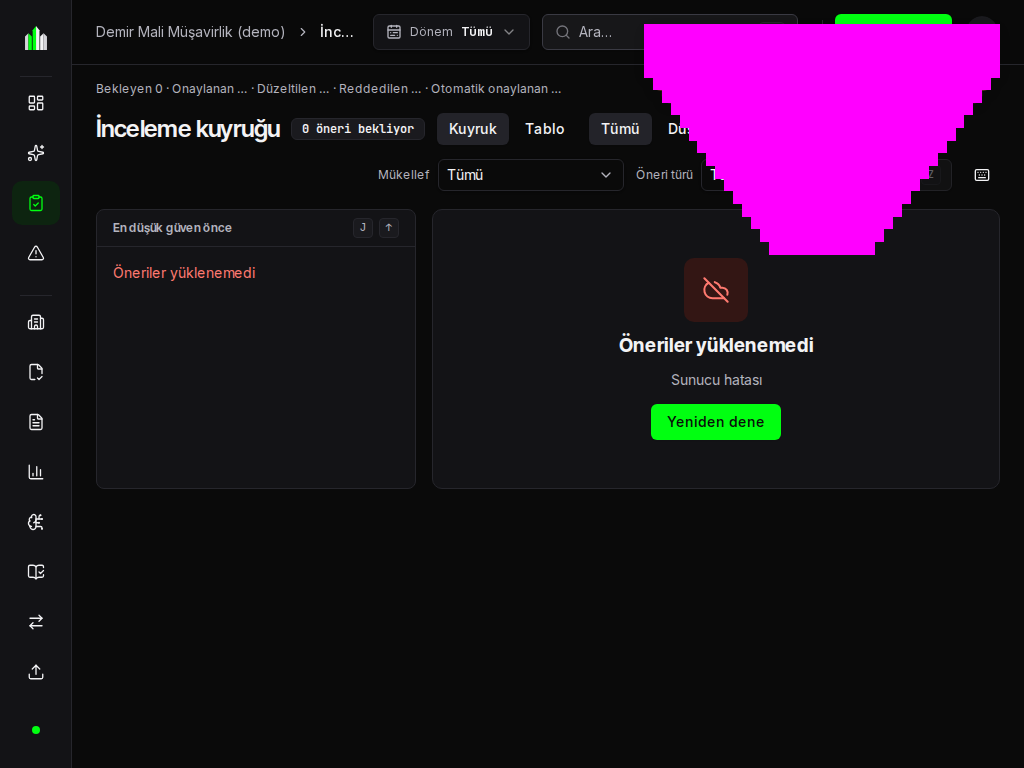 Demir Mali Müşavirlik (demo) › İnc... Dönem Tümü Ara...
Bekleyen 0 · Onaylanan ... · Düzeltilen ... · Reddedilen ... · Otomatik onaylanan ...
İnceleme kuyruğu 0 öneri bekliyor Kuyruk Tablo Tümü
Mükellef Tümü Öneri türü
En düşük güven önce J ↑
Öneriler yüklenemedi
Öneriler yüklenemedi
Sunucu hatası
Yeniden dene